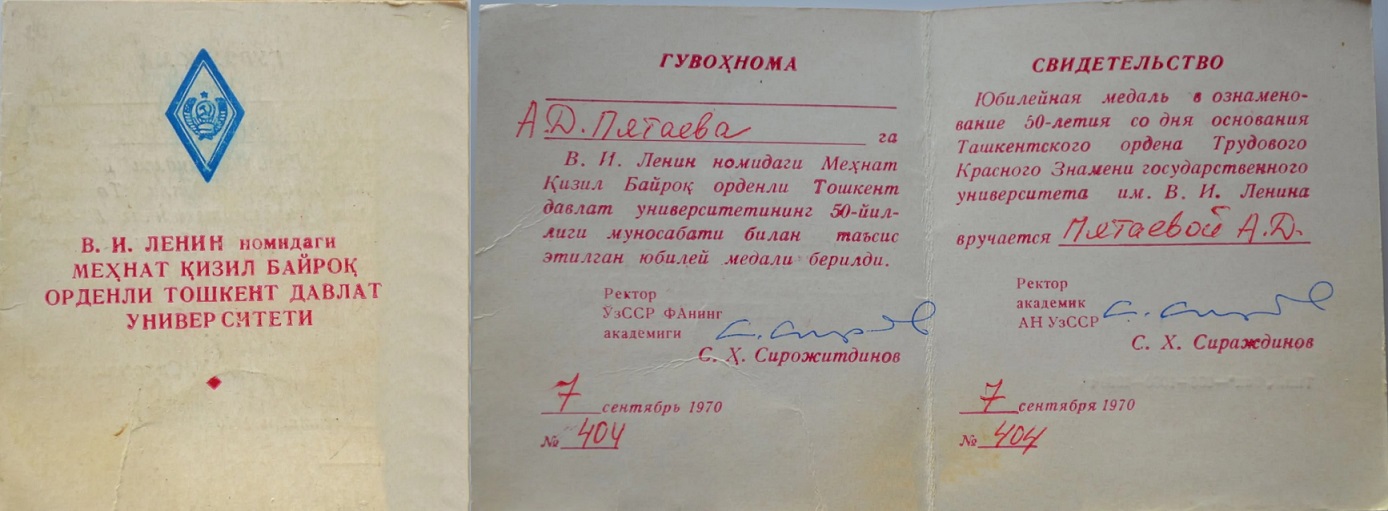 В. И. ЛЕНИН номидаги
МЕҲНАТ ҚИЗИЛ БАЙРОҚ
ОРДЕНЛИ ТОШКЕНТ ДАВЛАТ
УНИВЕРСИТЕТИ
ГУВОҲНОМА
А.Д. Пятаева га
В. И. Ленин номидаги Меҳнат
Қизил Байроқ орденли Тошкент
давлат университетининг 50-йил-
лиги муносабати билан таъсис
этилган юбилей медали берилди.
Ректор
ЎзССР ФАнинг
академиги
С. Ҳ. Сирожитдинов
7 сентябрь 1970
№ 404
СВИДЕТЕЛЬСТВО
Юбилейная медаль в ознамено-
вание 50-летия со дня основания
Ташкентского ордена Трудового
Красного Знамени государственного
университета им. В. И. Ленина
вручается Пятаевой А.Д.
Ректор
академик
АН УзССР
С. Х. Сираждинов
7 сентября 1970
№ 404